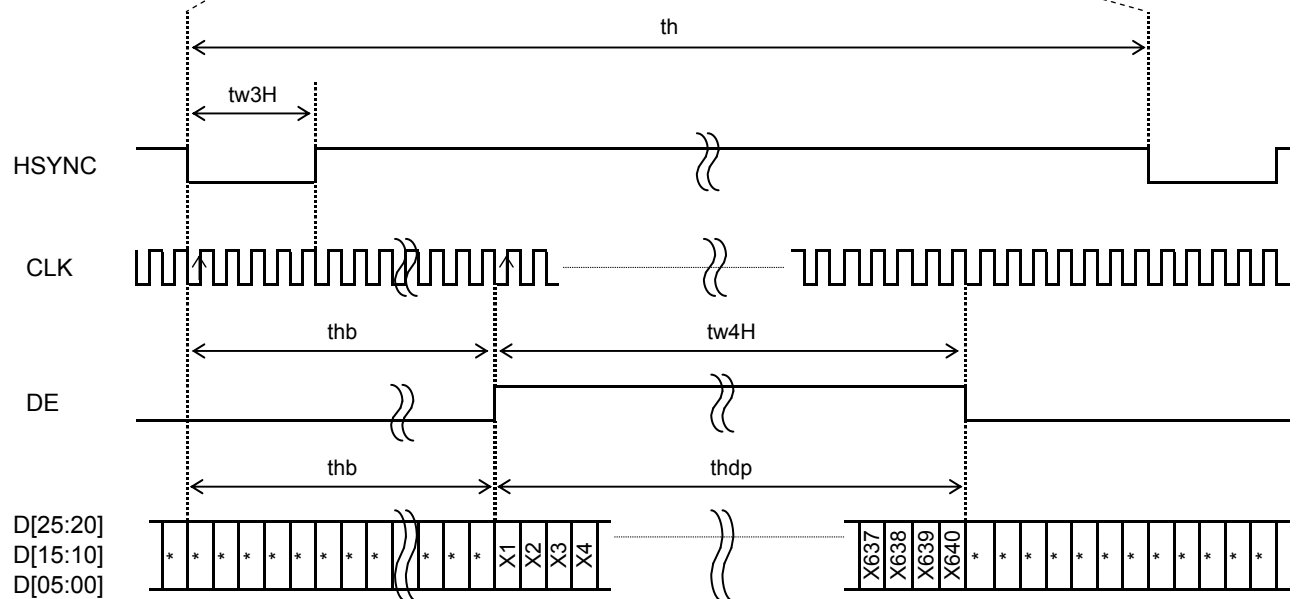 th
tw3H
HSYNC
CLK
thb
tw4H
DE
thb
thdp
D[25:20]
D[15:10]
D[05:00]
* * * * * * * * * * * * X1 X2 X3 X4 X637 X638 X639 X640 * * * * * * * * * * * *